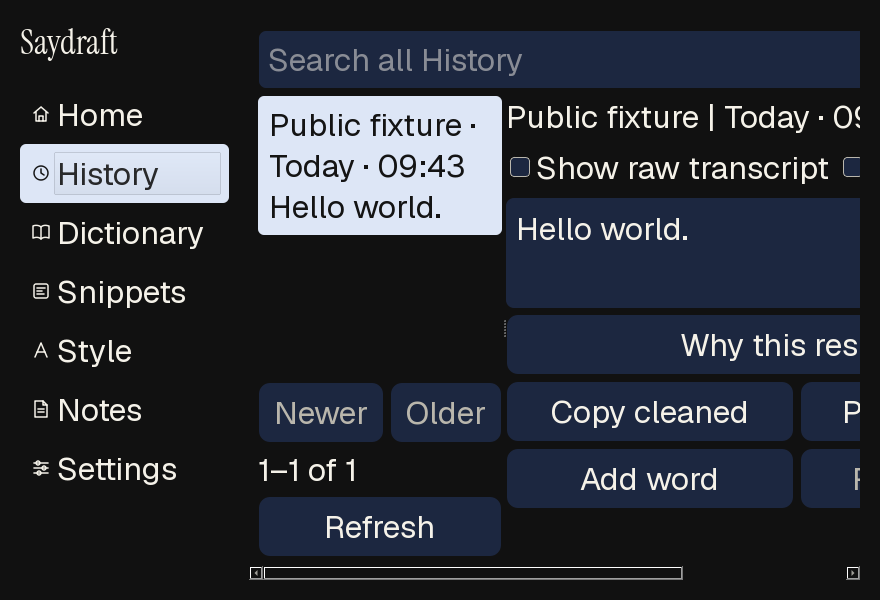 Saydraft
Home
History
Dictionary
Snippets
Style
Notes
Settings
Search all History
Public fixture ·
Today · 09:43
Hello world.
Newer
Older
1–1 of 1
Refresh
Public fixture | Today · 09
Show raw transcript
Hello world.
Why this res
Copy cleaned
P
Add word